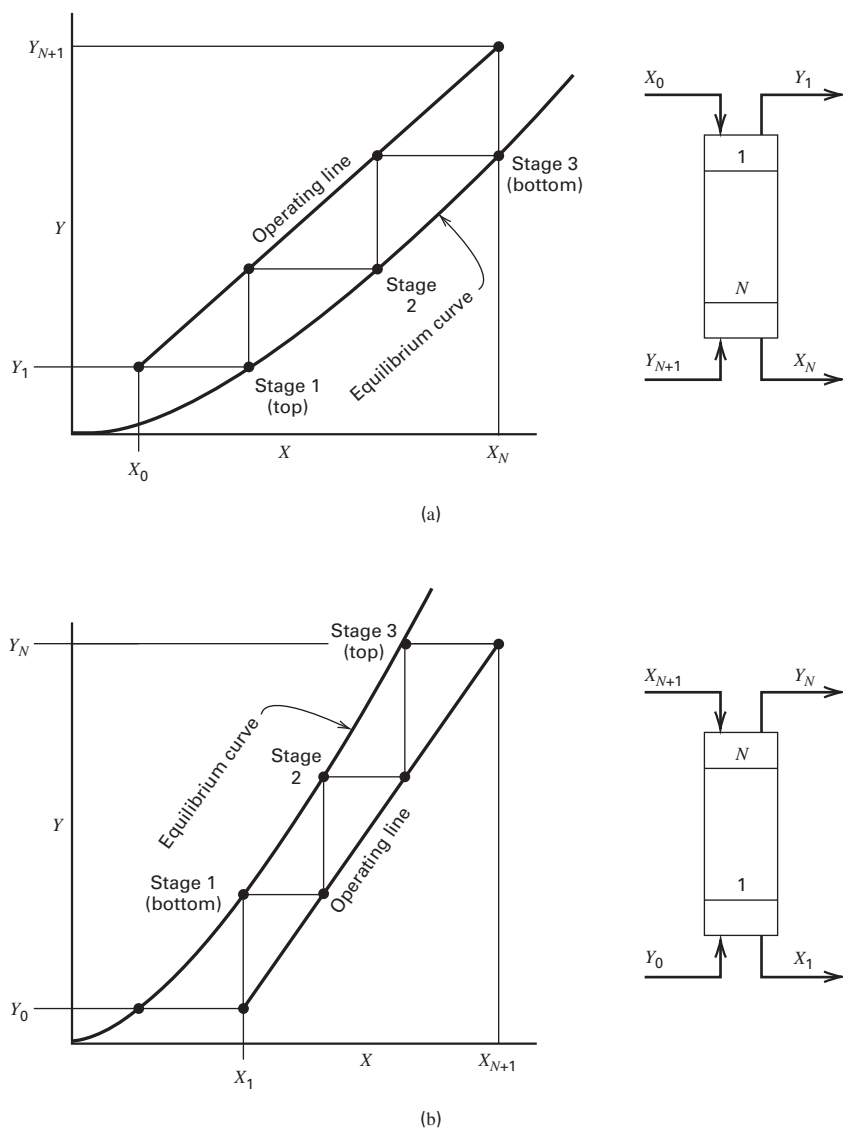 Y_{N+1}
X_0
Y_1
1
Operating line
Stage 3
(bottom)
Y
Stage
2
Equilibrium curve
N
Y_1
Stage 1
(top)
Y_{N+1}
X_N
X_0
X
X_N
(a)
Y_N
Stage 3
(top)
X_{N+1}
Y_N
Equilibrium curve
Stage
2
N
Y
Stage 1
(bottom)
Operating line
1
Y_0
Y_0
X_1
X_1
X
X_{N+1}
(b)